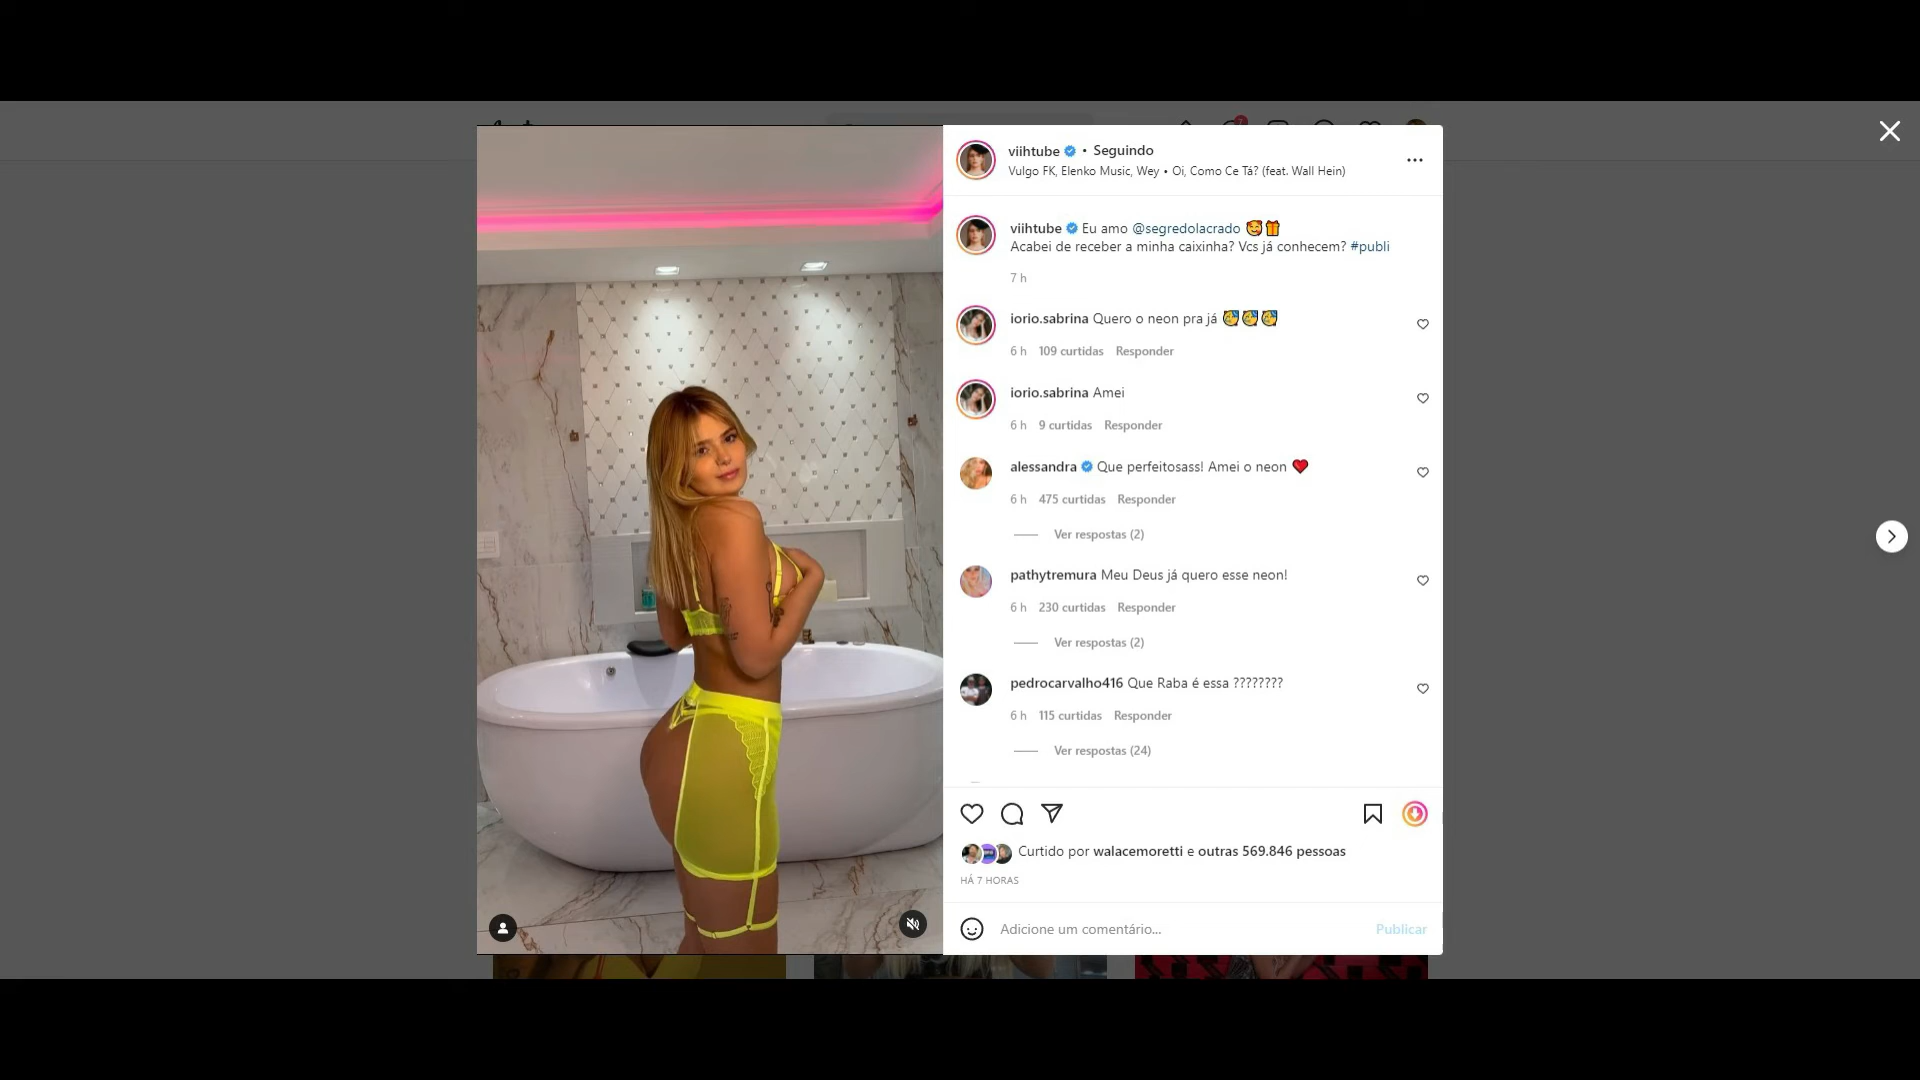 viihtube • Seguindo
Vulgo FK, Elenko Music, Wey • Oi, Como Ce Tá? (feat. Wall Hein)
viihtube Eu amo @segredolacrado 🥰🎁
Acabei de receber a minha caixinha? Vcs já conhecem? #publi
7 h
iorio.sabrina Quero o neon pra já 🥳🥳🥳
6 h 109 curtidas Responder
iorio.sabrina Amei
6 h 9 curtidas Responder
alessandra Que perfeitosass! Amei o neon ❤️
6 h 475 curtidas Responder
Ver respostas (2)
pathytremura Meu Deus já quero esse neon!
6 h 230 curtidas Responder
Ver respostas (2)
pedrocarvalho416 Que Raba é essa ????????
6 h 115 curtidas Responder
Ver respostas (24)
Curtido por walacemoretti e outras 569.846 pessoas
HÁ 7 HORAS
Adicione um comentário... Publicar